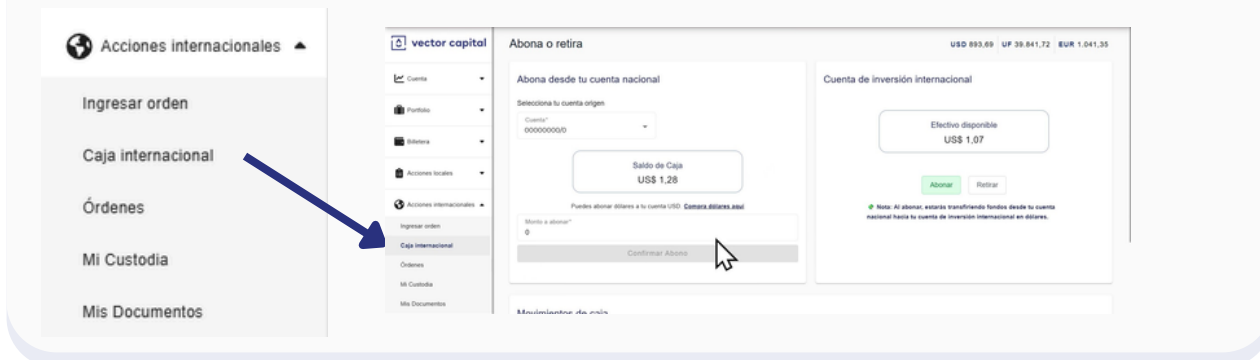 Acciones internacionales
Ingresar orden
Caja internacional
Órdenes
Mi Custodia
Mis Documentos
vector capital
Cuenta
Portfolio
Billetera
Acciones locales
Acciones internacionales
Ingresar orden
Caja internacional
Órdenes
Mi Custodia
Mis Documentos
Abona o retira
USD 893,69 UF 39.841,72 EUR 1.041,35
Abona desde tu cuenta nacional
Selecciona tu cuenta origen
Cuenta*
00000000/0
Saldo de Caja
US$ 1,28
Puedes abonar dólares a tu cuenta USD. Compra dólares aquí
Monto a abonar*
0
Confirmar Abono
Movimientos de caja
Cuenta de inversión internacional
Efectivo disponible
US$ 1,07
Abonar Retirar
Nota: Al abonar, estarás transfiriendo fondos desde tu cuenta
nacional hacia tu cuenta de inversión internacional en dólares.